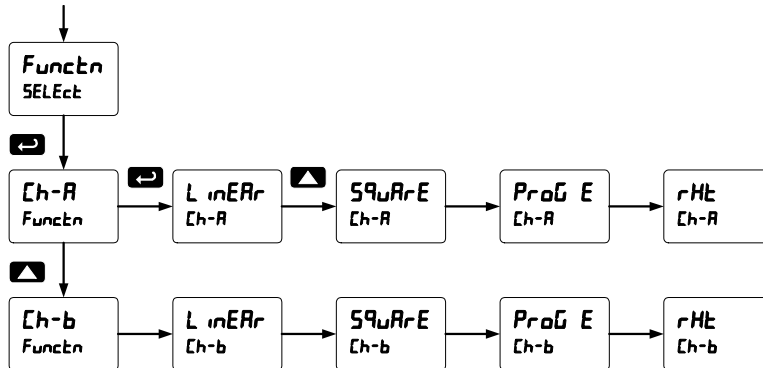 Functn
SELEct
Ch-A
Functn
LinEAr
Ch-A
SquArE
Ch-A
ProG E
Ch-A
rHt
Ch-A
Ch-b
Functn
LinEAr
Ch-b
SquArE
Ch-b
ProG E
Ch-b
rHt
Ch-b